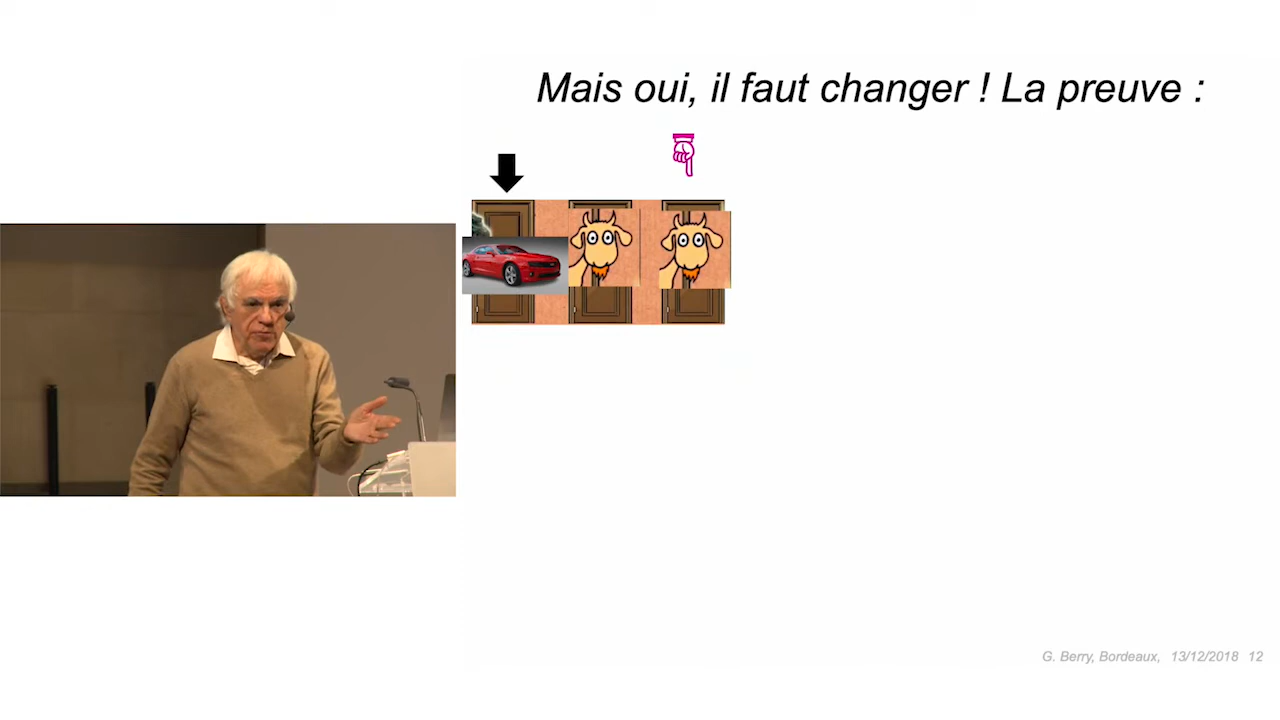 Mais oui, il faut changer ! La preuve :
G. Berry, Bordeaux, 13/12/2018 12